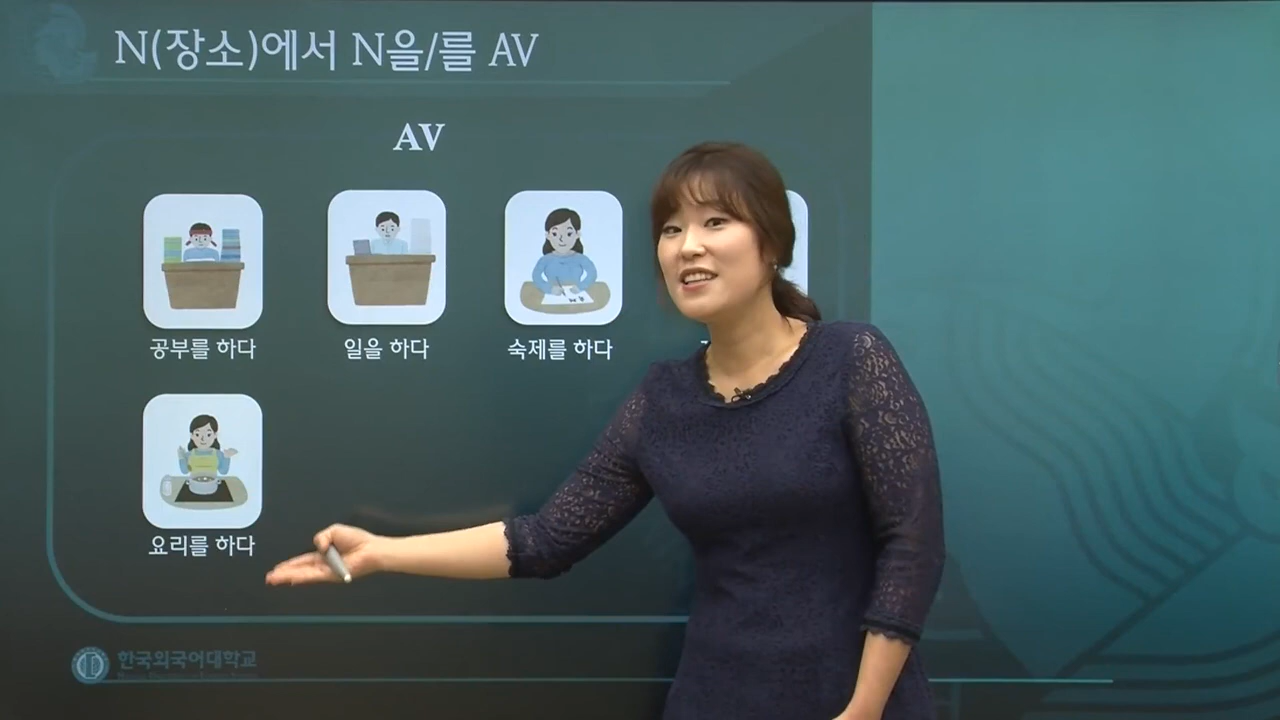 N(장소)에서 N을/를 AV
AV
공부를 하다
일을 하다
숙제를 하다
요리를 하다
한국외국어대학교